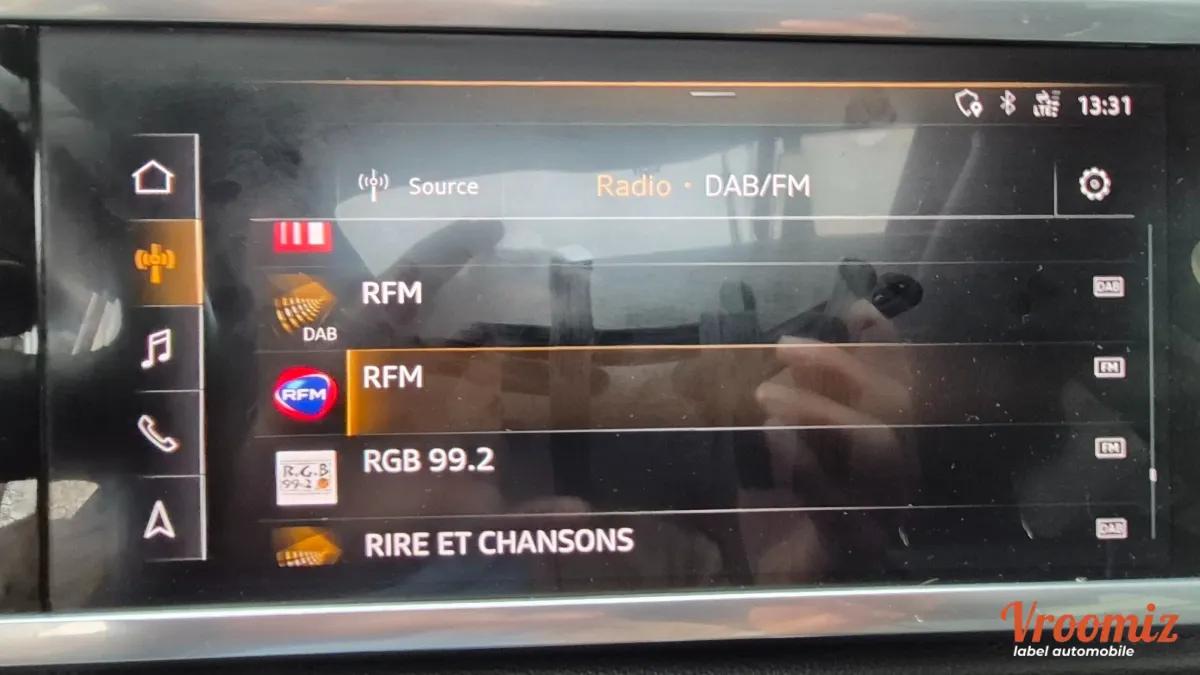 LTE 13:31
Source Radio · DAB/FM
RFM DAB
DAB
RFM FM
RFM
RGB 99.2 FM
R.G.B
99.2
RIRE ET CHANSONS DAB
Vroomiz
label automobile